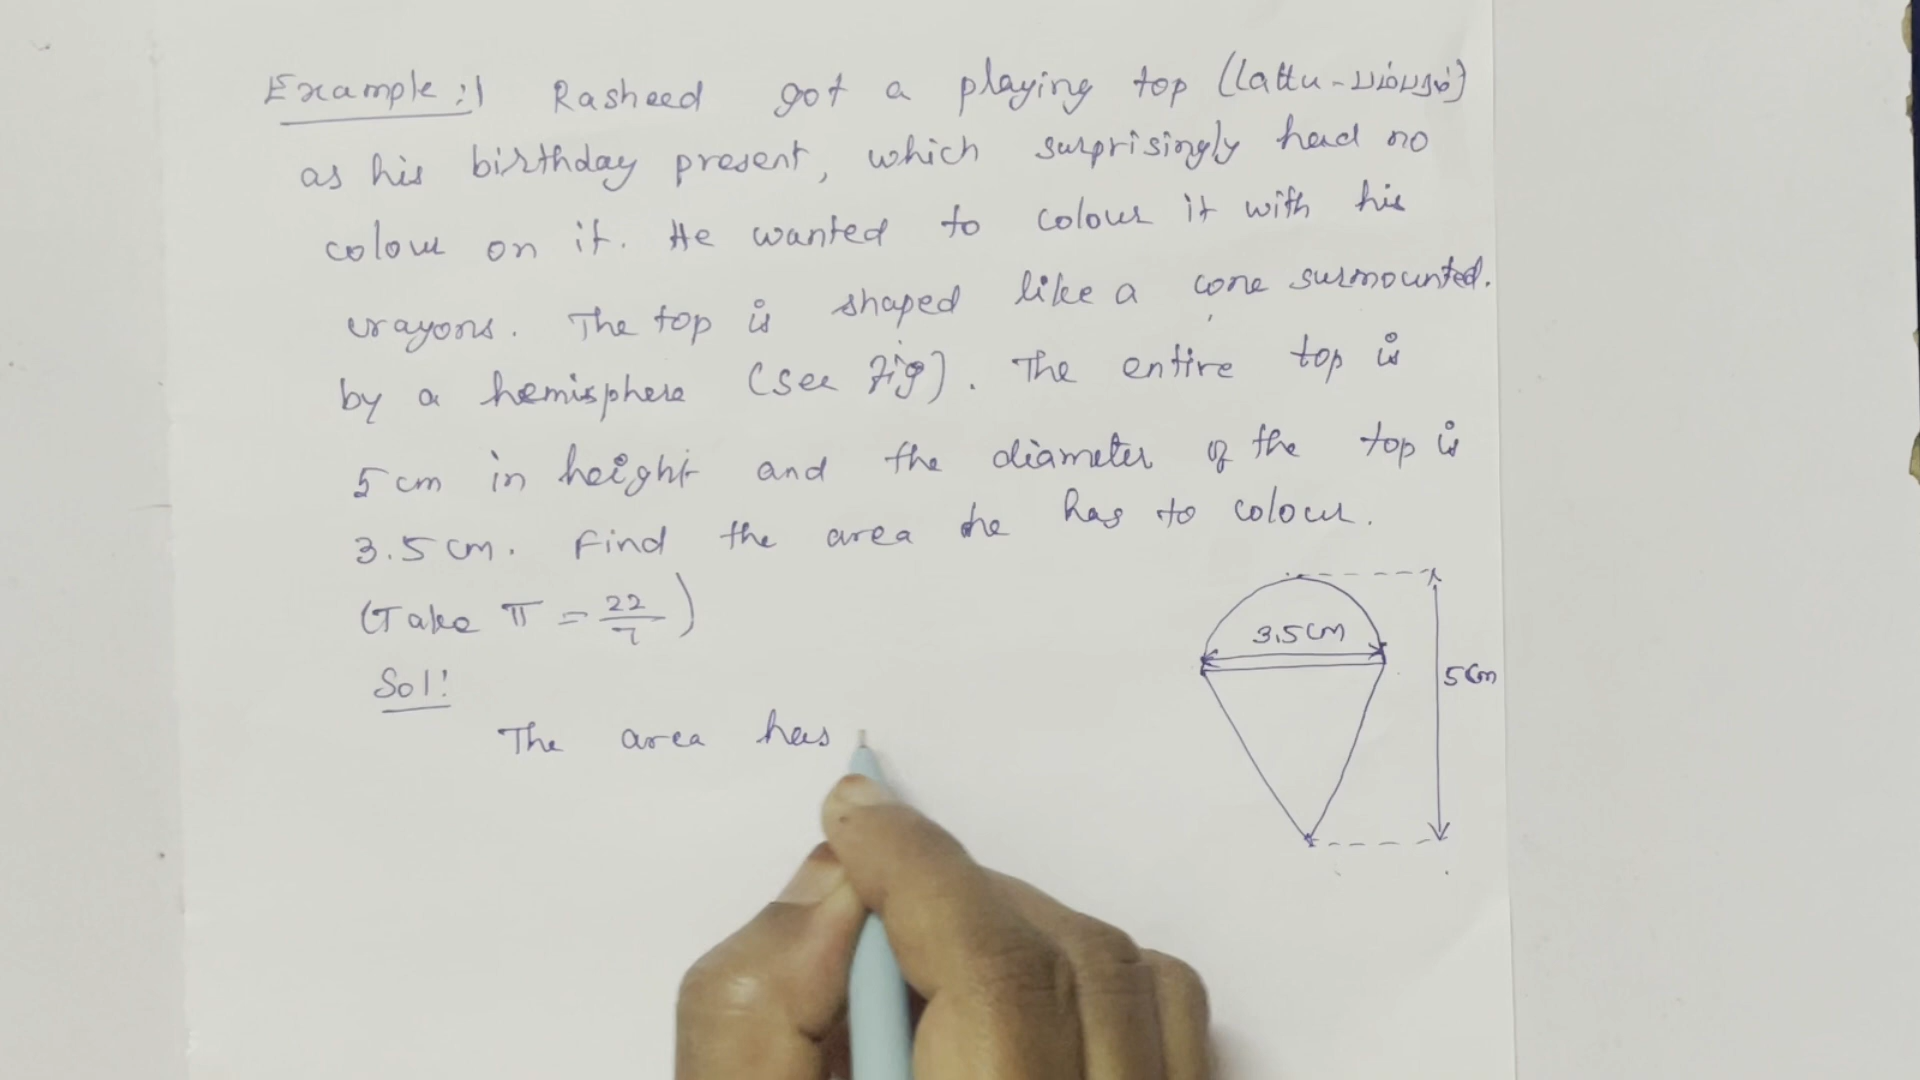 Example:1 Rasheed got a playing top (lattu - பம்பரம்)
as his birthday present, which surprisingly had no
colour on it. He wanted to colour it with his
crayons. The top is shaped like a cone surmounted.
by a hemisphere (see Fig). The entire top is
5 cm in height and the diameter of the top is
3.5 cm. Find the area he has to colour.
(Take π = 22/7)
Sol:
The area has
3.5cm
5cm